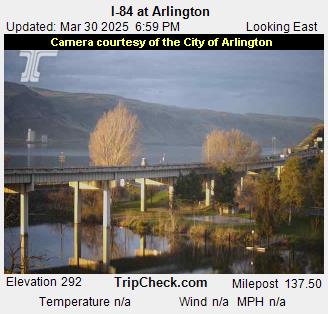 I-84 at Arlington
Updated: Mar 30 2025 6:59 PM Looking East
Camera courtesy of the City of Arlington
Elevation 292 TripCheck.com Milepost 137.50
Temperature n/a Wind n/a MPH n/a